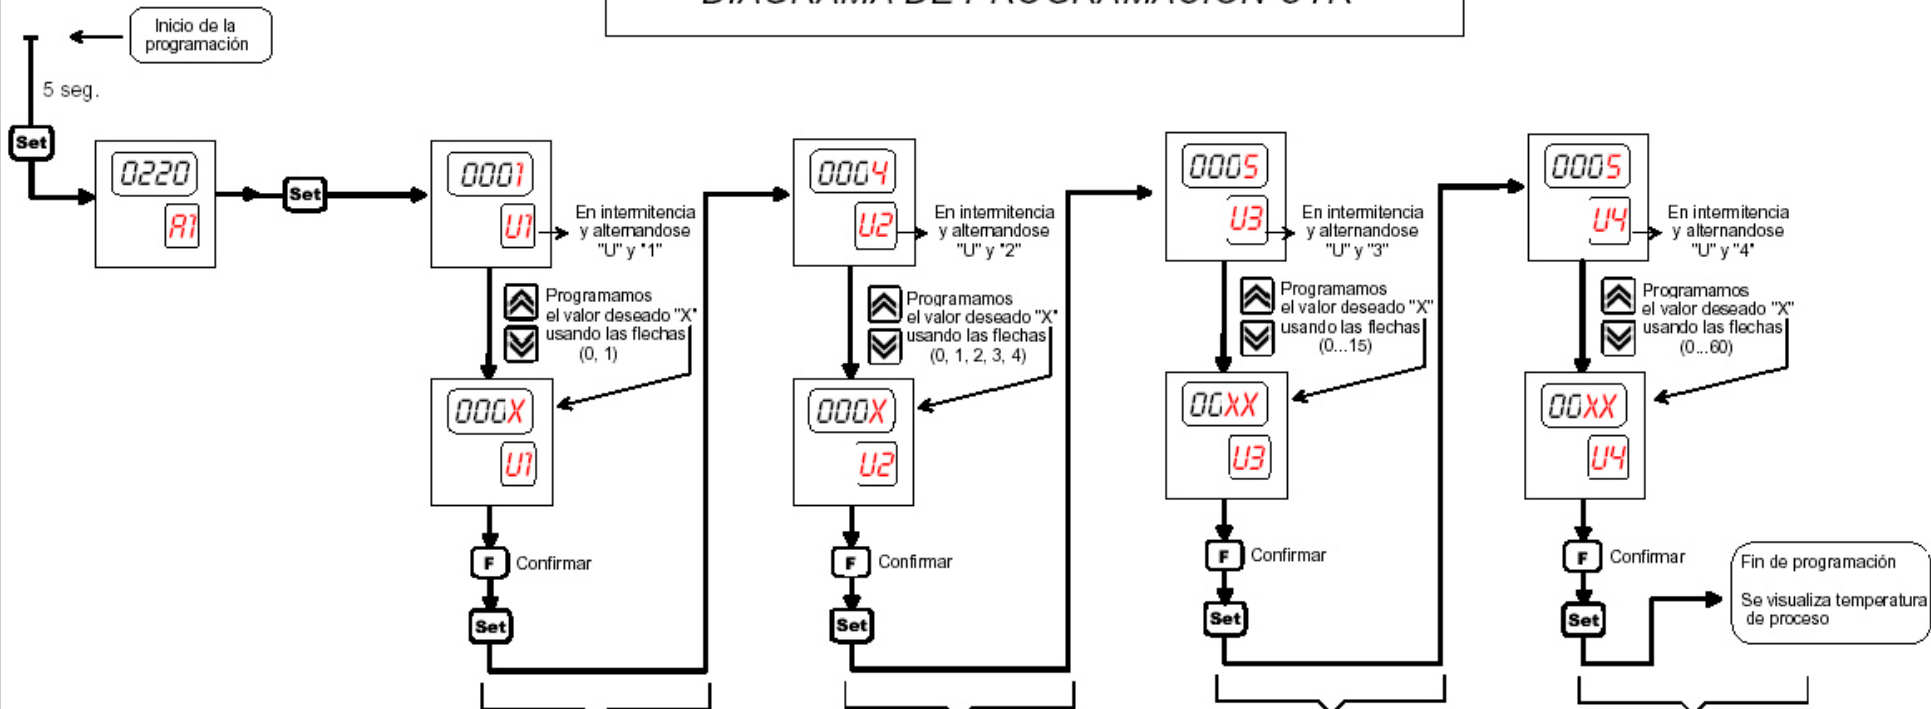 DIAGRAMA DE PROGRAMACIÓN CTR
Inicio de la
programación
5 seg.
Set
0220
A1
Set
0001
U1
En intermitencia
y alternandose
"U" y "1"
Programamos
el valor deseado "X"
usando las flechas
(0, 1)
000X
U1
F Confirmar
Set
0004
U2
En intermitencia
y alternandose
"U" y "2"
Programamos
el valor deseado "X"
usando las flechas
(0, 1, 2, 3, 4)
000X
U2
F Confirmar
Set
0005
U3
En intermitencia
y alternandose
"U" y "3"
Programamos
el valor deseado "X"
usando las flechas
(0...15)
00XX
U3
F Confirmar
Set
0005
U4
En intermitencia
y alternandose
"U" y "4"
Programamos
el valor deseado "X"
usando las flechas
(0...60)
00XX
U4
F Confirmar
Set
Fin de programación
Se visualiza temperatura
de proceso